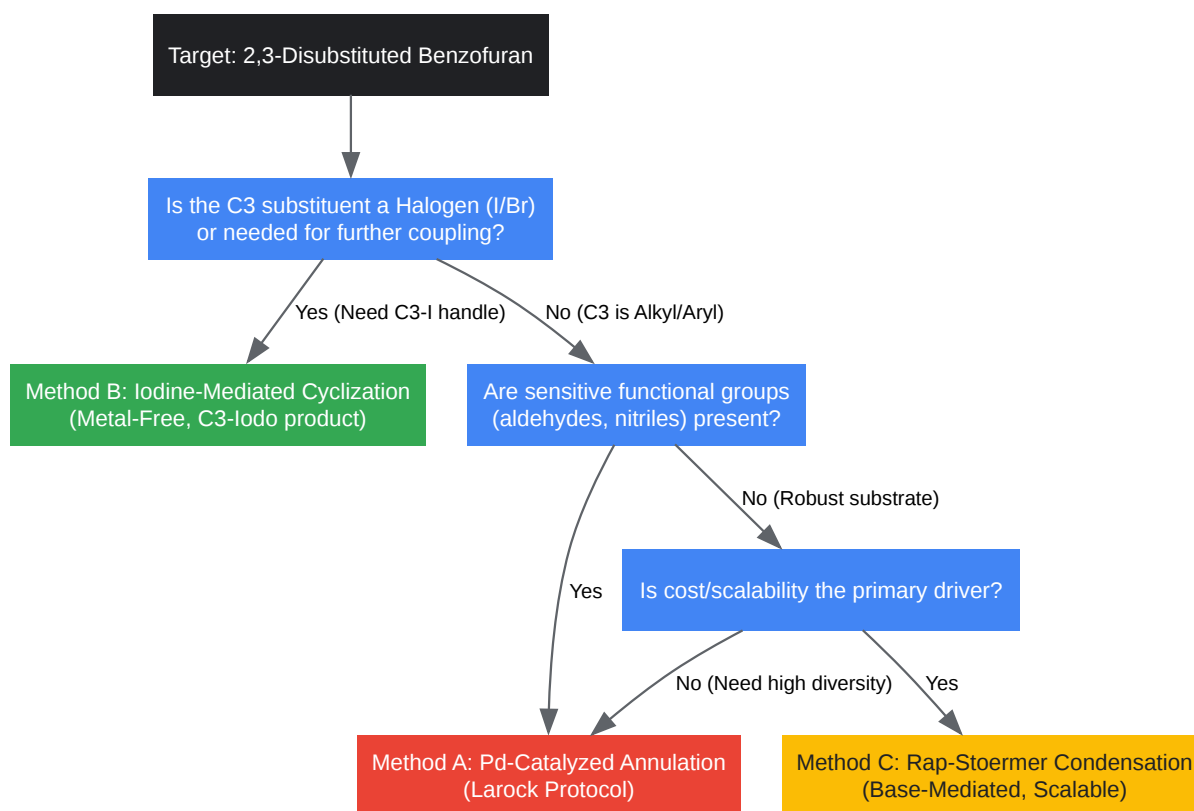 Target: 2,3-Disubstituted Benzofuran
Is the C3 substituent a Halogen (I/Br)
or needed for further coupling?
Yes (Need C3-I handle)
No (C3 is Alkyl/Aryl)
Method B: Iodine-Mediated Cyclization
(Metal-Free, C3-Iodo product)
Are sensitive functional groups
(aldehydes, nitriles) present?
No (Robust substrate)
Yes
Is cost/scalability the primary driver?
No (Need high diversity)
Yes
Method A: Pd-Catalyzed Annulation
(Larock Protocol)
Method C: Rap-Stoermer Condensation
(Base-Mediated, Scalable)